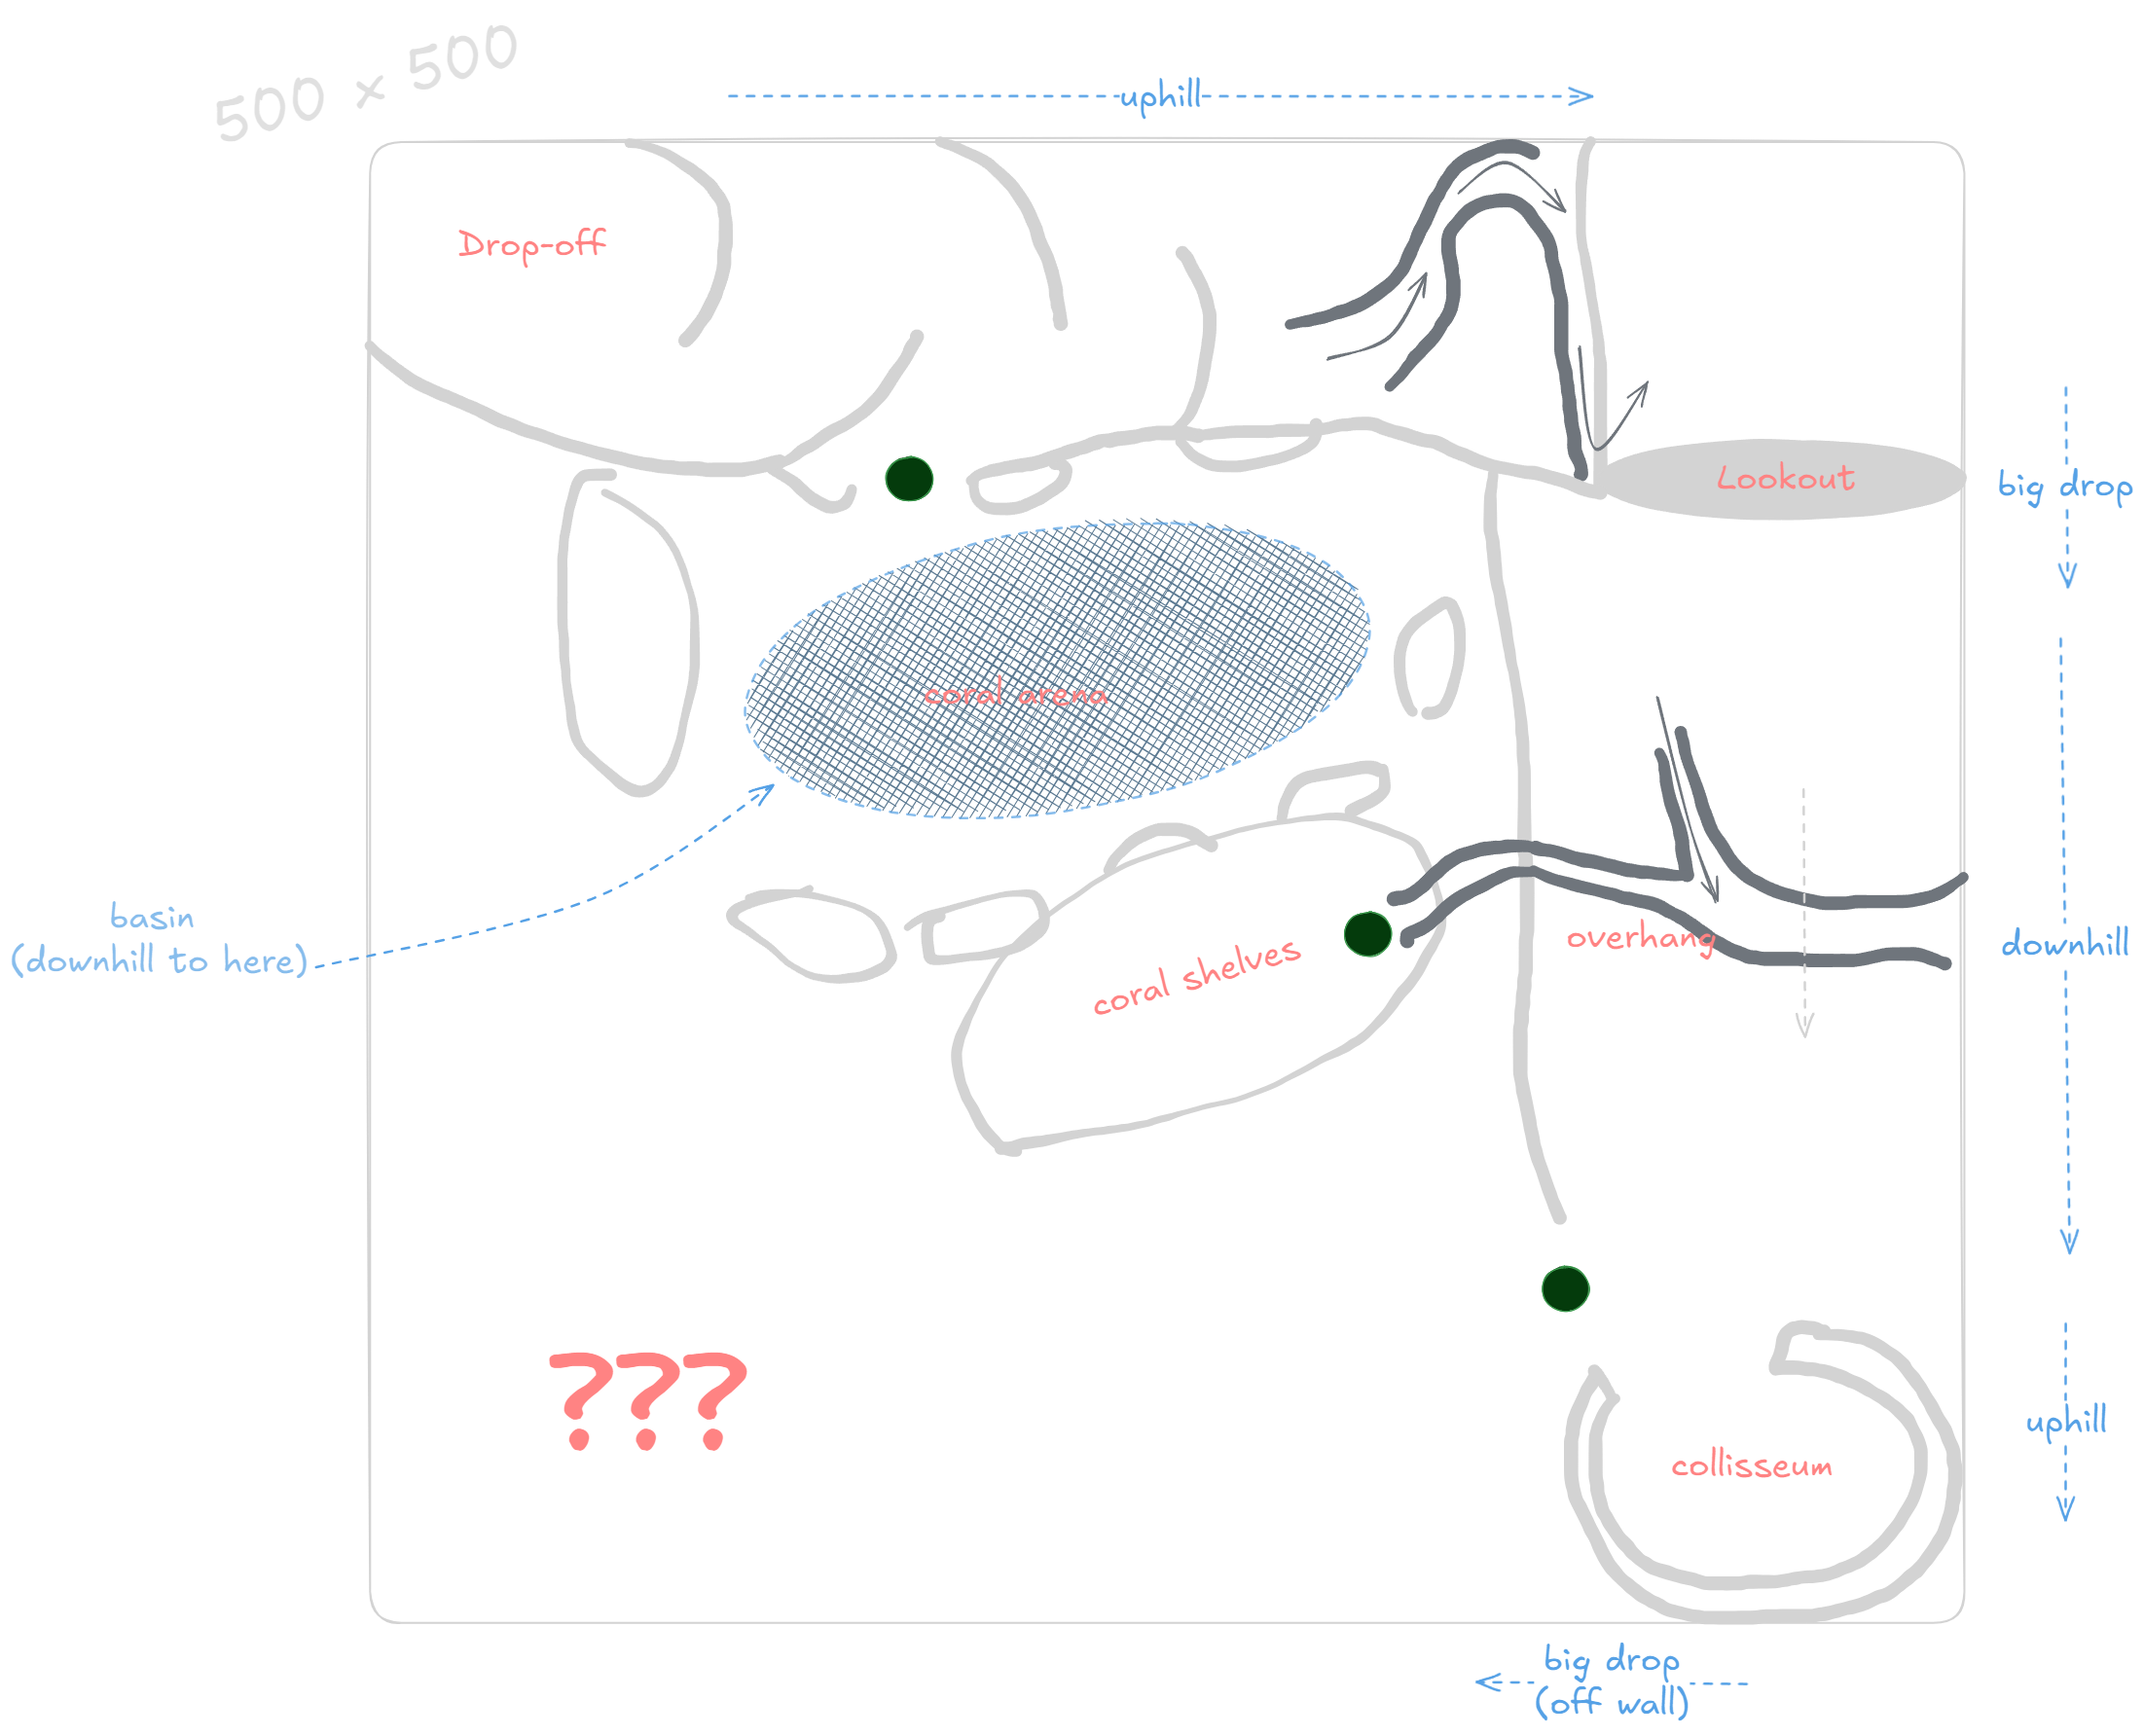 500 x 500
uphill
Drop-off
Lookout
big drop
coral arena
basin
(downhill to here)
coral shelves
overhang
downhill
???
uphill
collisseum
big drop
(off wall)